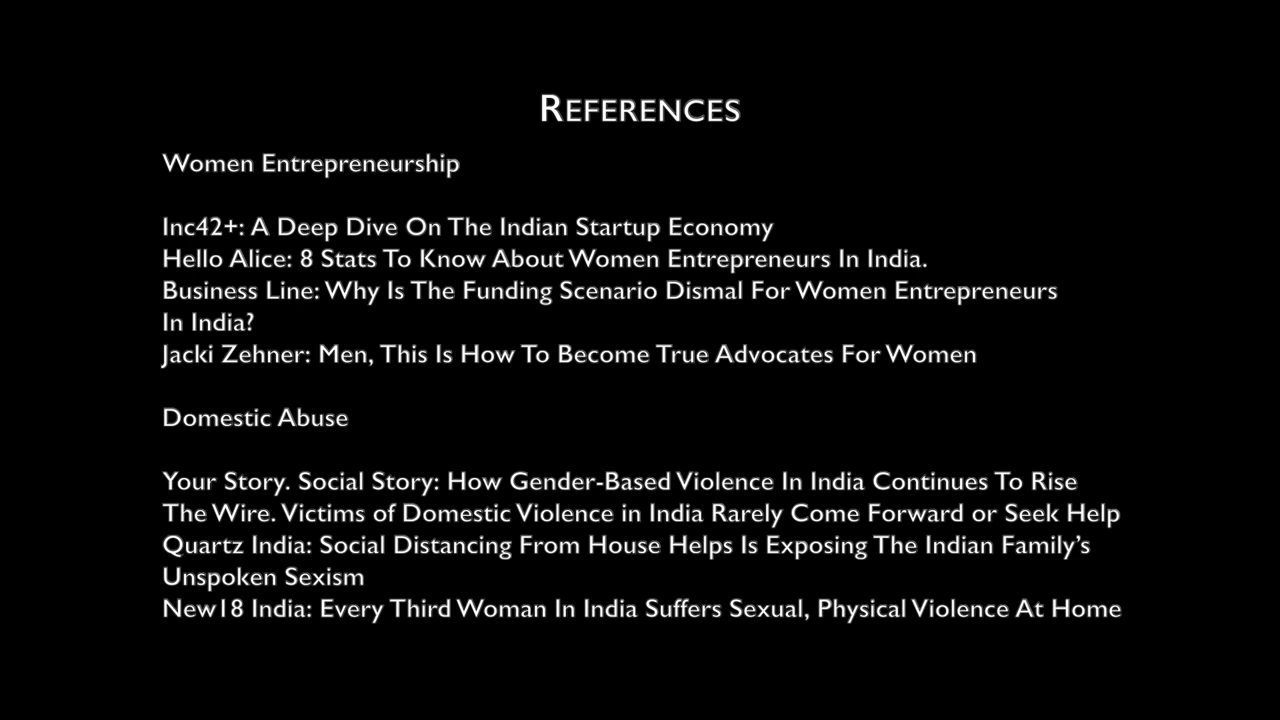 REFERENCES
Women Entrepreneurship
Inc42+: A Deep Dive On The Indian Startup Economy
Hello Alice: 8 Stats To Know About Women Entrepreneurs In India.
Business Line: Why Is The Funding Scenario Dismal For Women Entrepreneurs
In India?
Jacki Zehner: Men, This Is How To Become True Advocates For Women
Domestic Abuse
Your Story. Social Story: How Gender-Based Violence In India Continues To Rise
The Wire. Victims of Domestic Violence in India Rarely Come Forward or Seek Help
Quartz India: Social Distancing From House Helps Is Exposing The Indian Family’s
Unspoken Sexism
New18 India: Every Third Woman In India Suffers Sexual, Physical Violence At Home